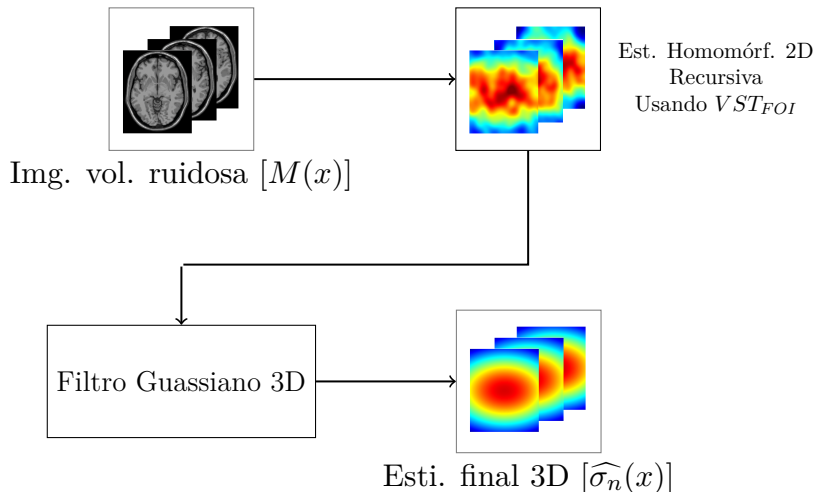 Est. Homomórf. 2D
Recursiva
Usando $VST_{FOI}$
Img. vol. ruidosa $[M(x)]$
Filtro Guassiano 3D
Esti. final 3D $[\widehat{\sigma_n}(x)]$